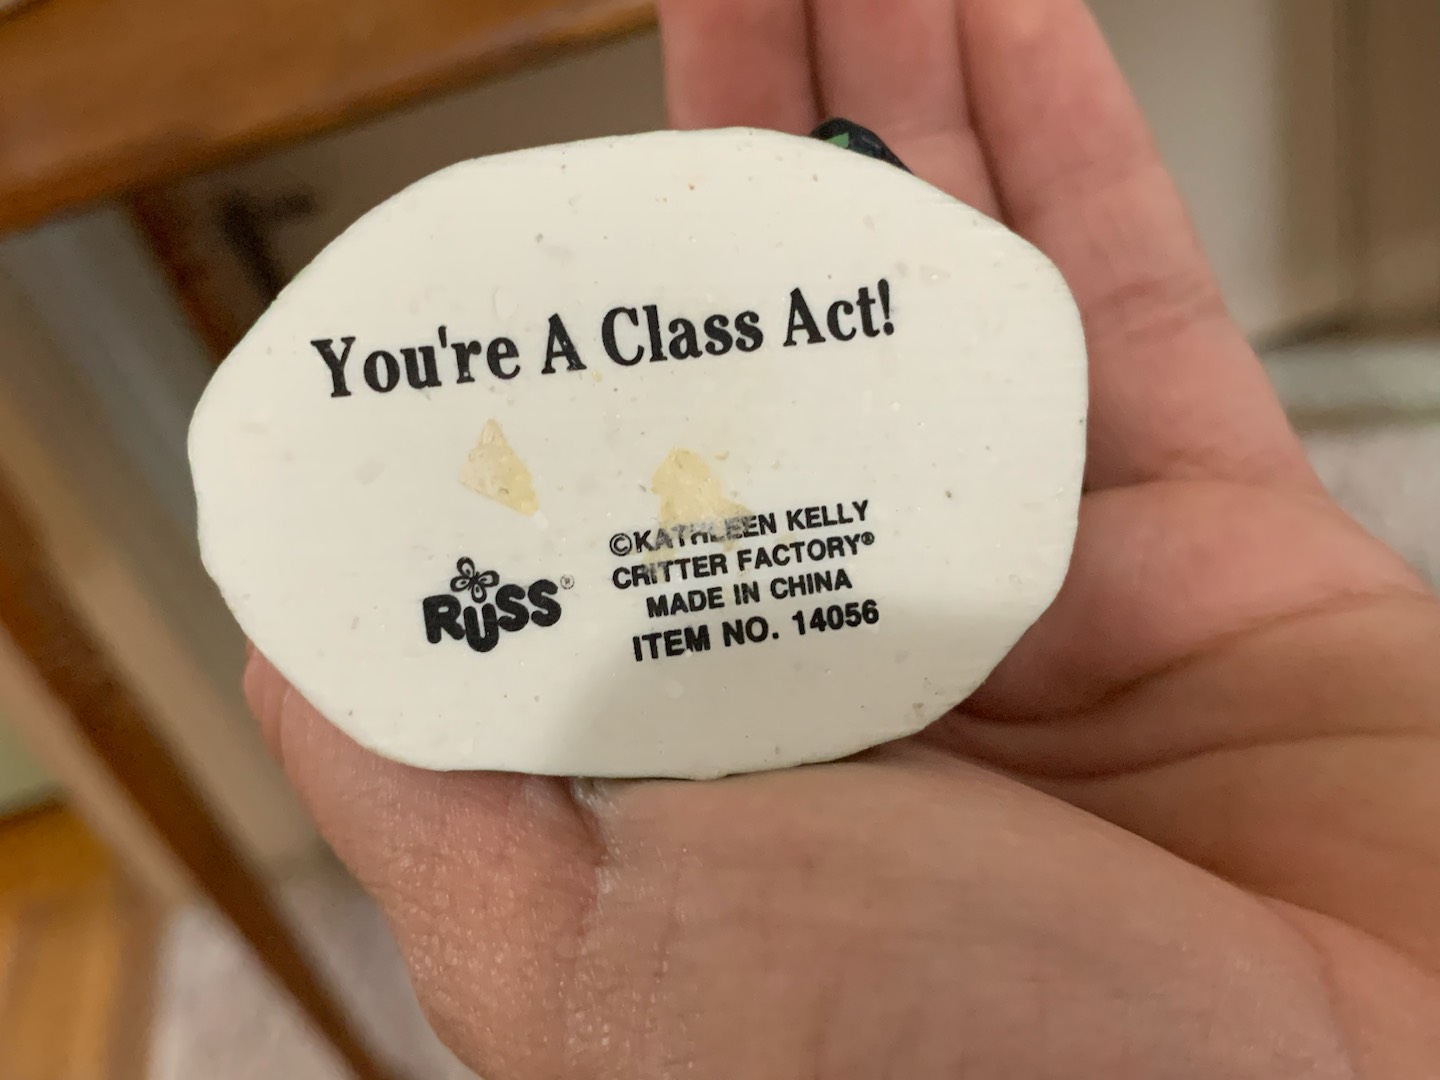 You're A Class Act!
RUSS®
©KATHLEEN KELLY
CRITTER FACTORY®
MADE IN CHINA
ITEM NO. 14056